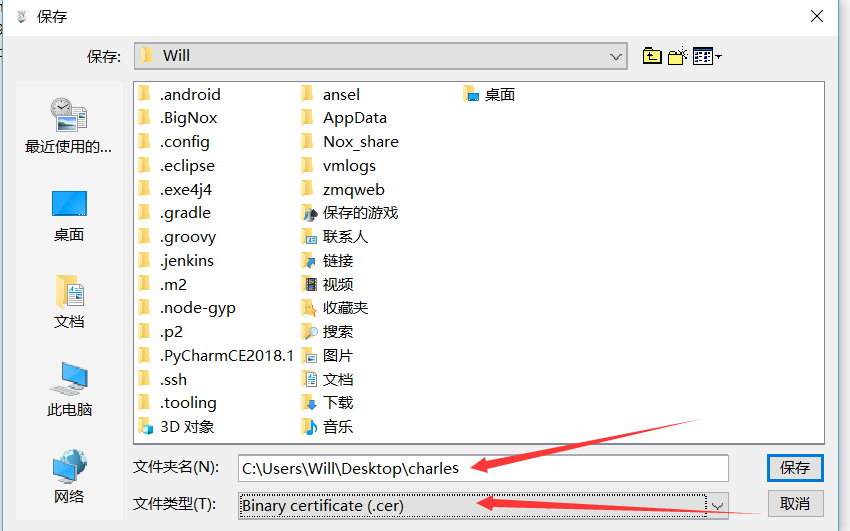 保存
保存:
Will
最近使用的...
桌面
文档
此电脑
网络
.android
.BigNox
.config
.eclipse
.exe4j4
.gradle
.groovy
.jenkins
.m2
.node-gyp
.p2
.PyCharmCE2018.1
.ssh
.tooling
3D 对象
ansel
AppData
Nox_share
vmlogs
zmqweb
保存的游戏
联系人
链接
视频
收藏夹
搜索
图片
文档
下载
音乐
桌面
文件夹名(N):
C:\Users\Will\Desktop\charles
保存
文件类型(T):
Binary certificate (.cer)
取消